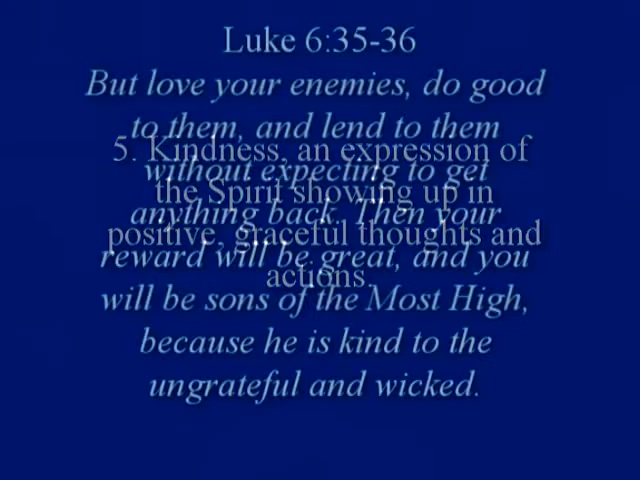 Luke 6:35-36
But love your enemies, do good
to them, and lend to them
5. Kindness, an expression of
without expecting to get
the Spirit showing up in
anything back. Then your
positive, graceful thoughts and
reward will be great, and you
actions.
will be sons of the Most High,
because he is kind to the
ungrateful and wicked.